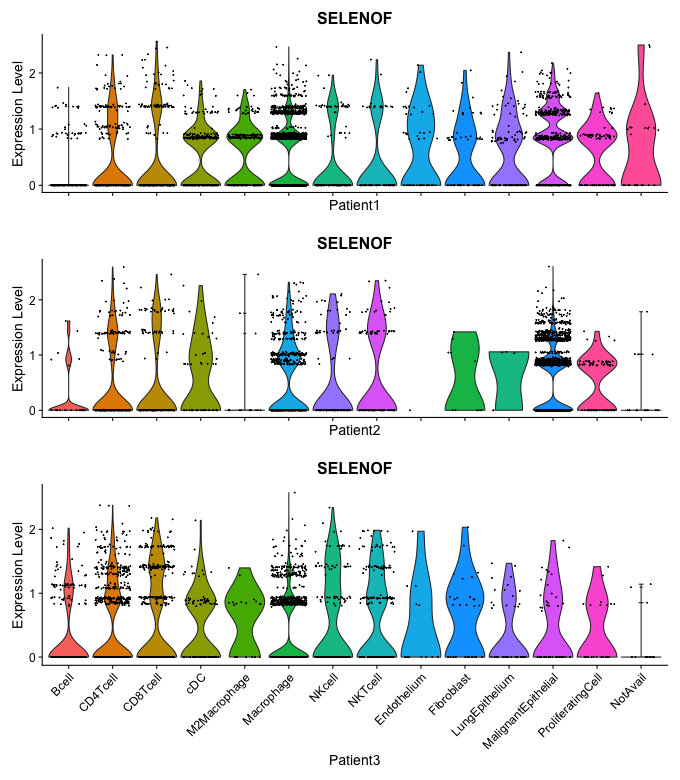 SELENOF
Expression Level
2
1
0
Patient1
SELENOF
Expression Level
2
1
0
Patient2
SELENOF
Expression Level
2
1
0
Bcell
CD4Tcell
CD8Tcell
cDC
M2Macrophage
Macrophage
NKcell
NKTcell
Endothelium
Fibroblast
LungEpithelium
MalignantEpithelial
ProliferatingCell
NotAvail
Patient3